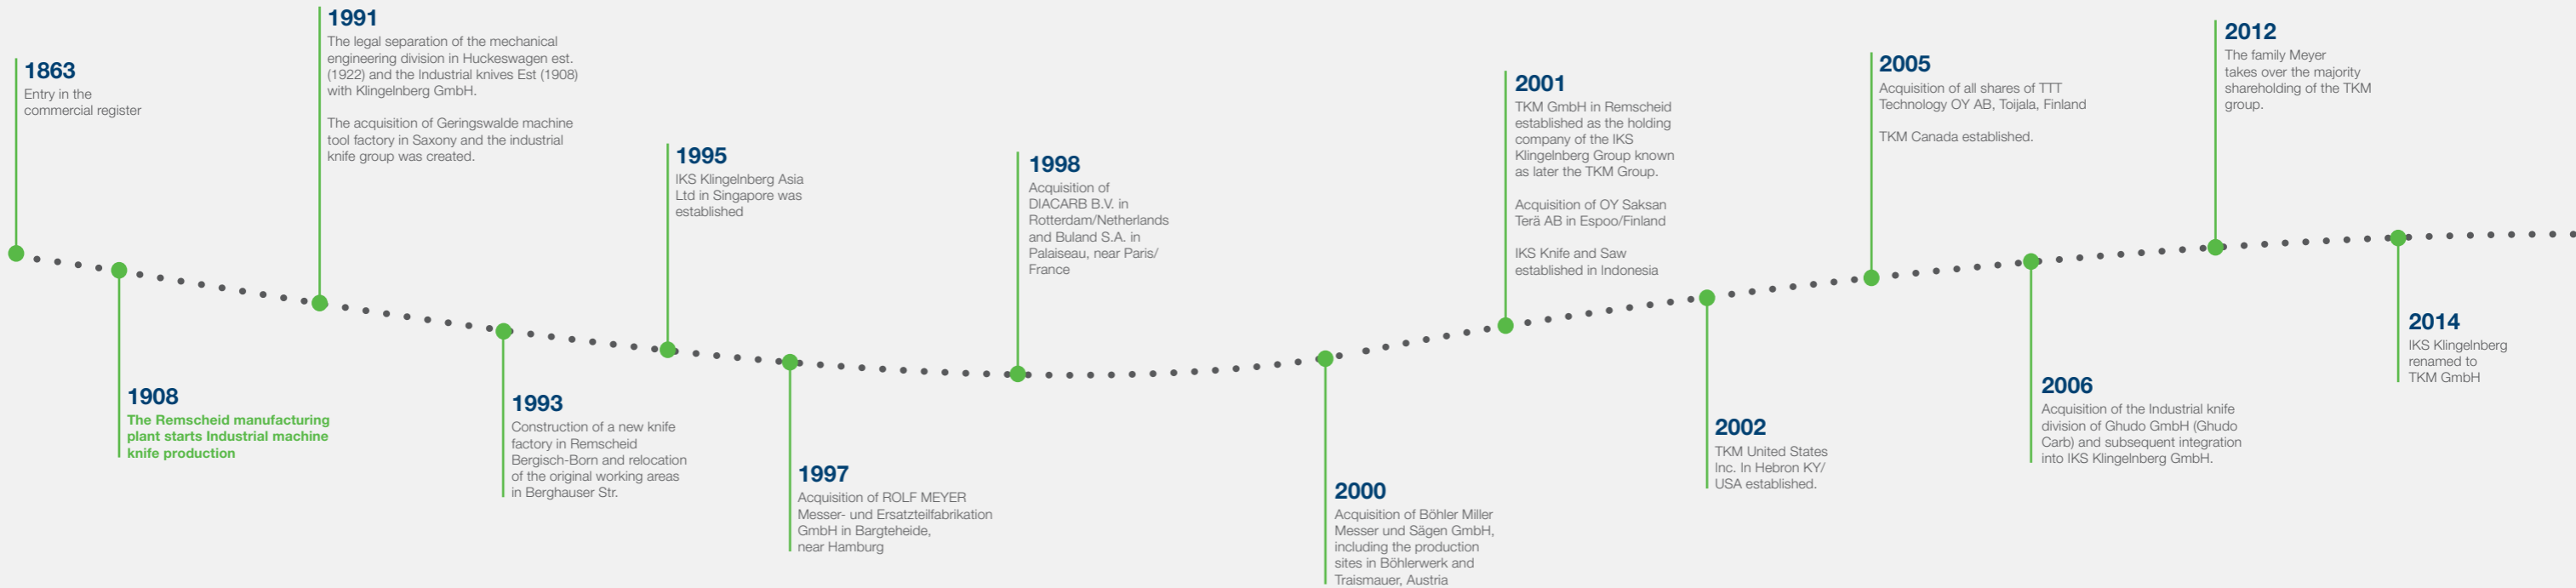 1863
Entry in the
commercial register
1908
The Remscheid manufacturing
plant starts Industrial machine
knife production
1991
The legal separation of the mechanical
engineering division in Huckeswagen est.
(1922) and the Industrial knives Est (1908)
with Klingelnberg GmbH.
The acquisition of Geringswalde machine
tool factory in Saxony and the industrial
knife group was created.
1993
Construction of a new knife
factory in Remscheid
Bergisch-Born and relocation
of the original working areas
in Berghauser Str.
1995
IKS Klingelnberg Asia
Ltd in Singapore was
established
1997
Acquisition of ROLF MEYER
Messer- und Ersatzteilfabrikation
GmbH in Bargteheide,
near Hamburg
1998
Acquisition of
DIACARB B.V. in
Rotterdam/Netherlands
and Buland S.A. in
Palaiseau, near Paris/
France
2000
Acquisition of Böhler Miller
Messer und Sägen GmbH,
including the production
sites in Böhlerwerk and
Traismauer, Austria
2001
TKM GmbH in Remscheid
established as the holding
company of the IKS
Klingelnberg Group known
as later the TKM Group.
Acquisition of OY Saksan
Terä AB in Espoo/Finland
IKS Knife and Saw
established in Indonesia
2002
TKM United States
Inc. In Hebron KY/
USA established.
2005
Acquisition of all shares of TTT
Technology OY AB, Toijala, Finland
TKM Canada established.
2006
Acquisition of the Industrial knife
division of Ghudo GmbH (Ghudo
Carb) and subsequent integration
into IKS Klingelnberg GmbH.
2012
The family Meyer
takes over the majority
shareholding of the TKM
group.
2014
IKS Klingelnberg
renamed to
TKM GmbH